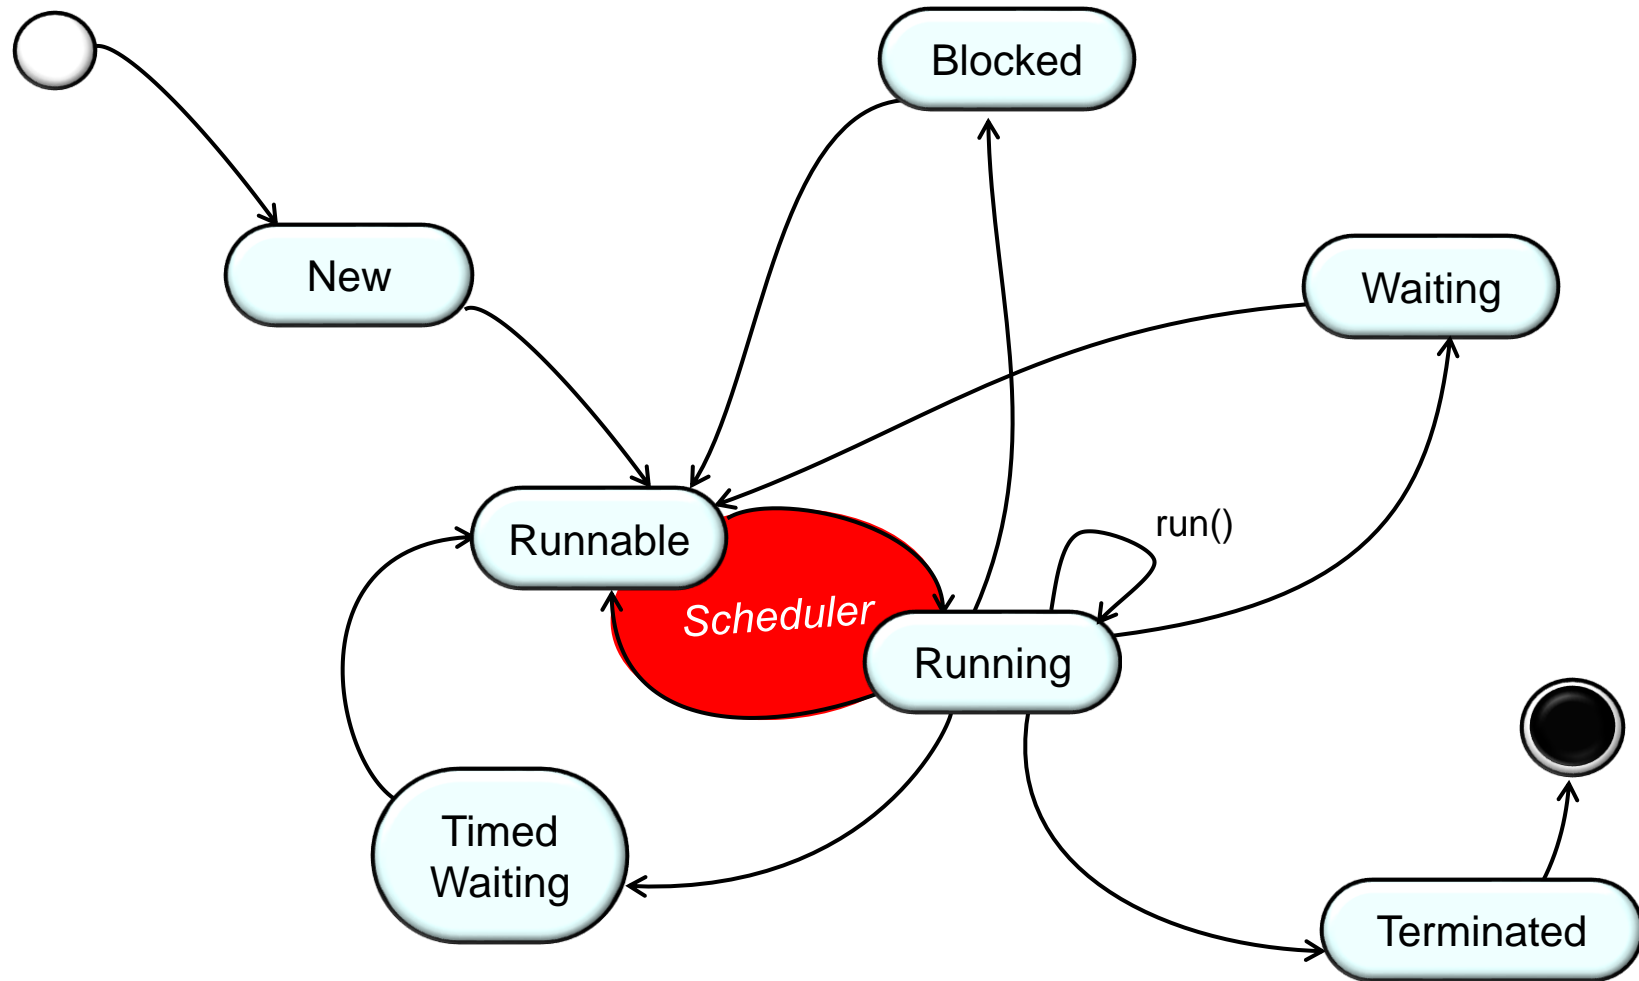 Blocked
New
Waiting
Runnable
run()
Scheduler
Running
Timed
Waiting
Terminated